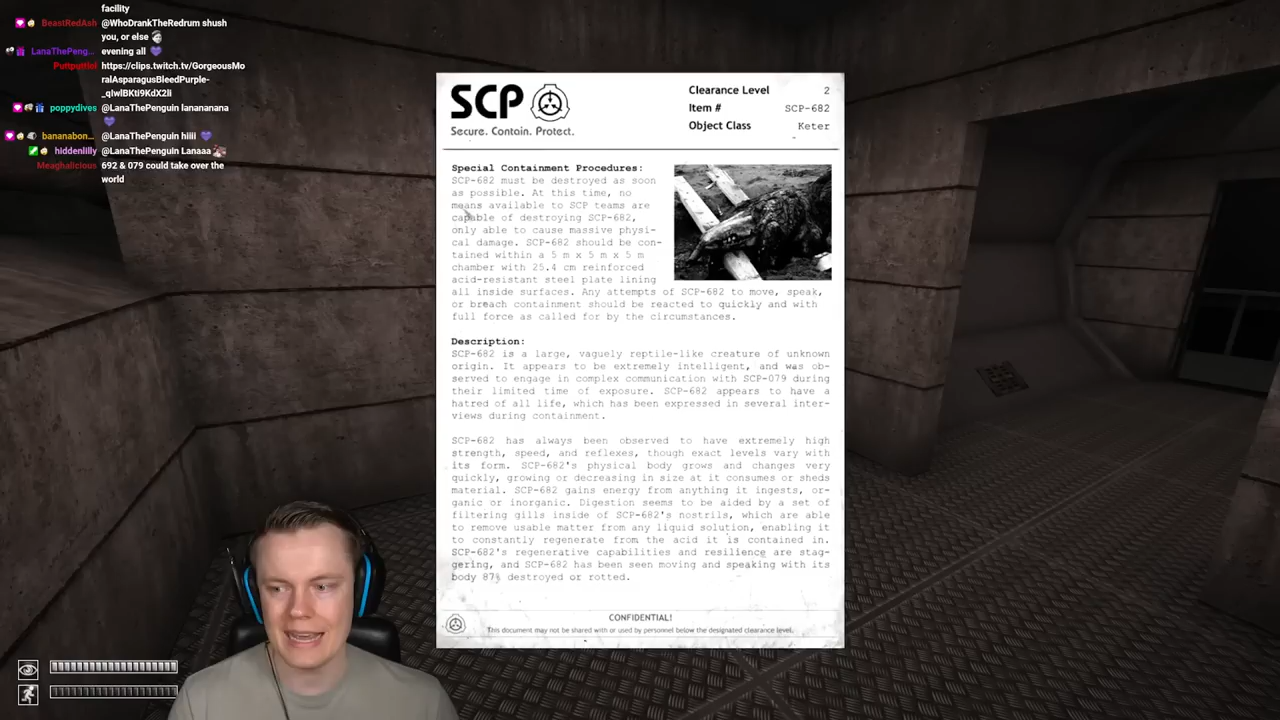 facility
BeastRedAsh @WhoDrankTheRedrum shush
you, or else
LanaThePeng... evening all
Puttputtiol https://clips.twitch.tv/GorgeousMo
ralAsparagusBleedPurple-
_qIwlBKti9KdX2li
poppydives @LanaThePenguin lananananana
bananabon... @LanaThePenguin hiiii
hiddenlilly @LanaThePenguin Lanaaa
Meaghalicious 692 & 079 could take over the
world
SCP
Secure. Contain. Protect.
Clearance Level 2
Item # SCP-682
Object Class Keter
Special Containment Procedures:
SCP-682 must be destroyed as soon
as possible. At this time, no
means available to SCP teams are
capable of destroying SCP-682,
only able to cause massive physi-
cal damage. SCP-682 should be con-
tained within a 5 m x 5 m x 5 m
chamber with 25.4 cm reinforced
acid-resistant steel plate lining
all inside surfaces. Any attempts of SCP-682 to move, speak,
or breach containment should be reacted to quickly and with
full force as called for by the circumstances.
Description:
SCP-682 is a large, vaguely reptile-like creature of unknown
origin. It appears to be extremely intelligent, and was ob-
served to engage in complex communication with SCP-079 during
their limited time of exposure. SCP-682 appears to have a
hatred of all life, which has been expressed in several inter-
views during containment.
SCP-682 has always been observed to have extremely high
strength, speed, and reflexes, though exact levels vary with
its form. SCP-682's physical body grows and changes very
quickly, growing or decreasing in size at it consumes or sheds
material. SCP-682 gains energy from anything it ingests, or-
ganic or inorganic. Digestion seems to be aided by a set of
filtering gills inside of SCP-682's nostrils, which are able
to remove usable matter from any liquid solution, enabling it
to constantly regenerate from the acid it is contained in.
SCP-682's regenerative capabilities and resilience are stag-
gering, and SCP-682 has been seen moving and speaking with its
body 87% destroyed or rotted.
CONFIDENTIAL!
This document may not be shared with or used by personnel below the designated clearance level.